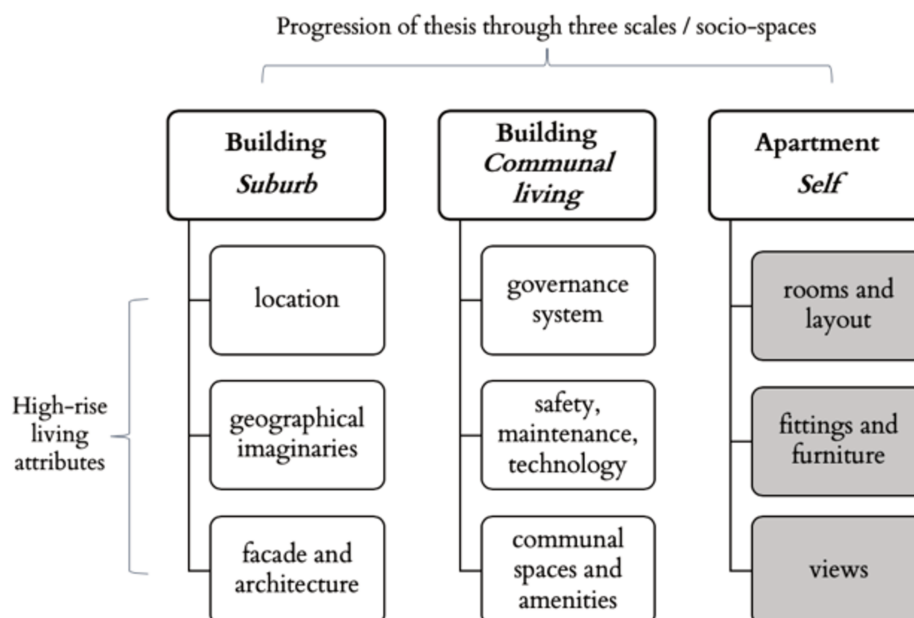 Progression of thesis through three scales / socio-spaces
Building
Suburb
Building
Communal
living
Apartment
Self
High-rise
living
attributes
location
geographical
imaginaries
facade and
architecture
governance
system
safety,
maintenance,
technology
communal
spaces and
amenities
rooms and
layout
fittings and
furniture
views